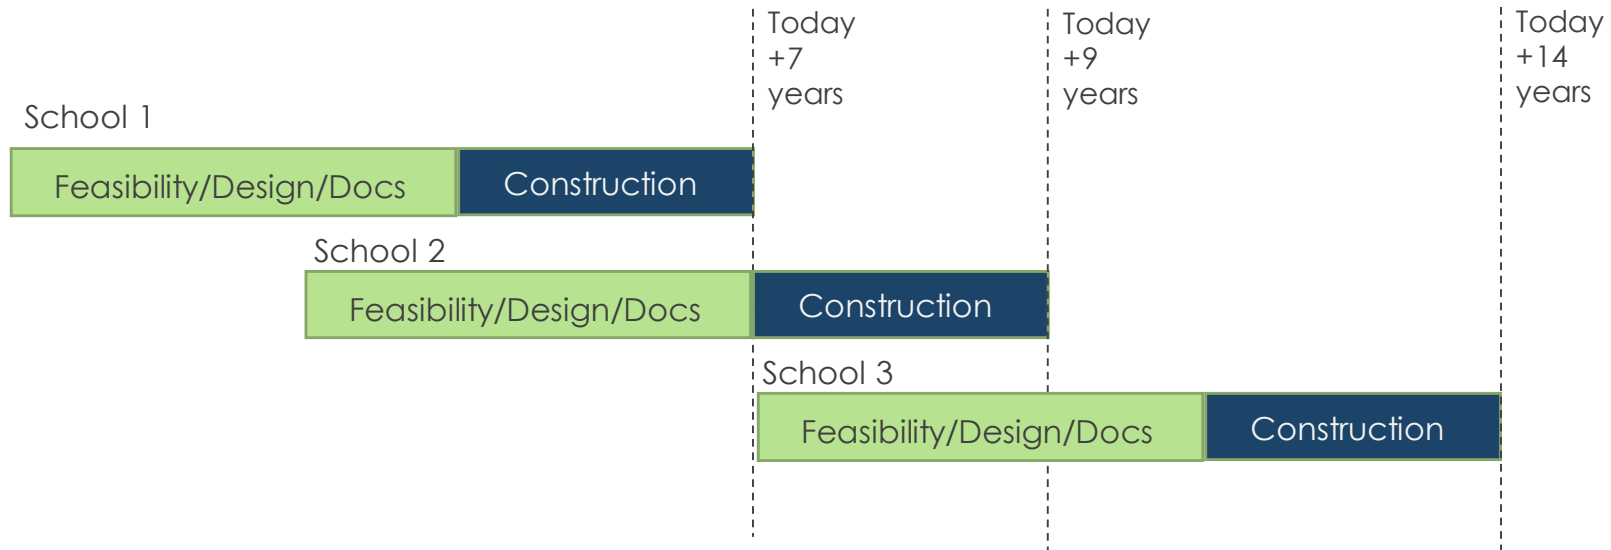 Today
+7
years
Today
+9
years
Today
+14
years
School 1
Feasibility/Design/Docs
Construction
School 2
Feasibility/Design/Docs
Construction
School 3
Feasibility/Design/Docs
Construction